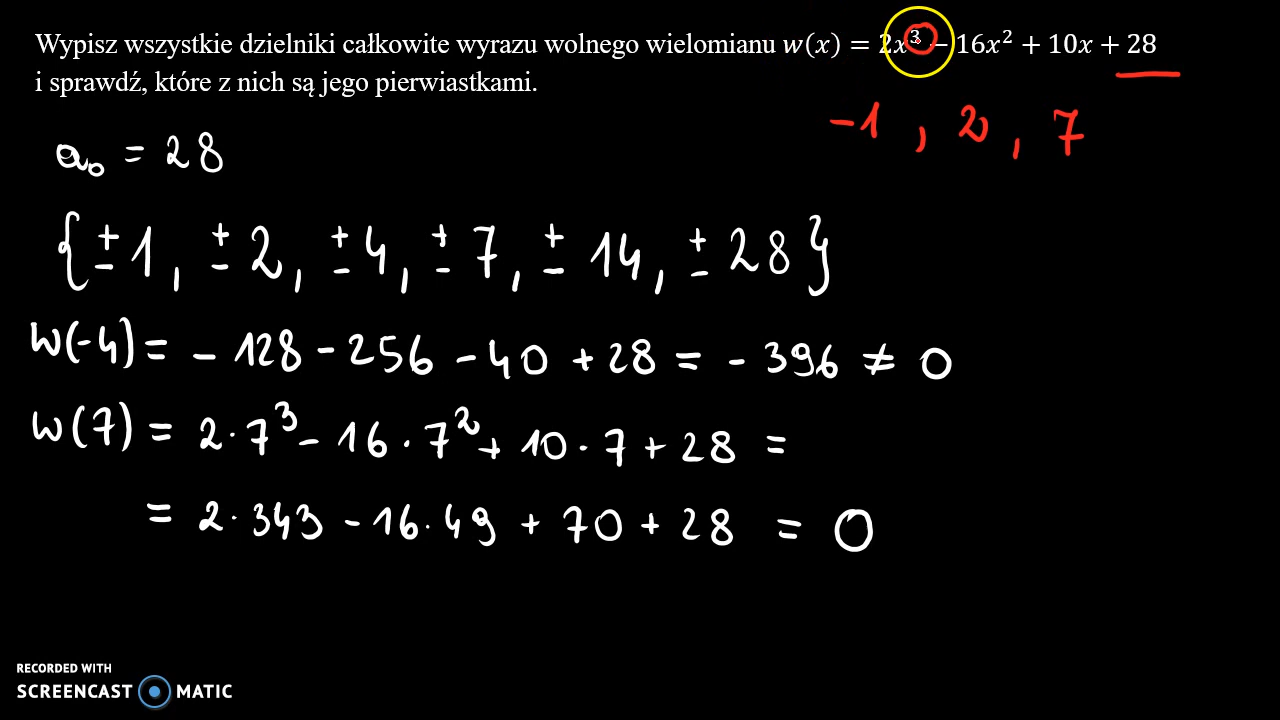 Wypisz wszystkie dzielniki całkowite wyrazu wolnego wielomianu w(x) = 2x³ − 16x² + 10x + 28
i sprawdź, które z nich są jego pierwiastkami.
-1 , 2 , 7
a₀ = 28
{±1, ±2, ±4, ±7, ±14, ±28}
W(-4) = -128 - 256 - 40 + 28 = -396 ≠ 0
W(7) = 2·7³ - 16·7² + 10·7 + 28 =
= 2·343 - 16·49 + 70 + 28 = 0
RECORDED WITH
SCREENCAST MATIC